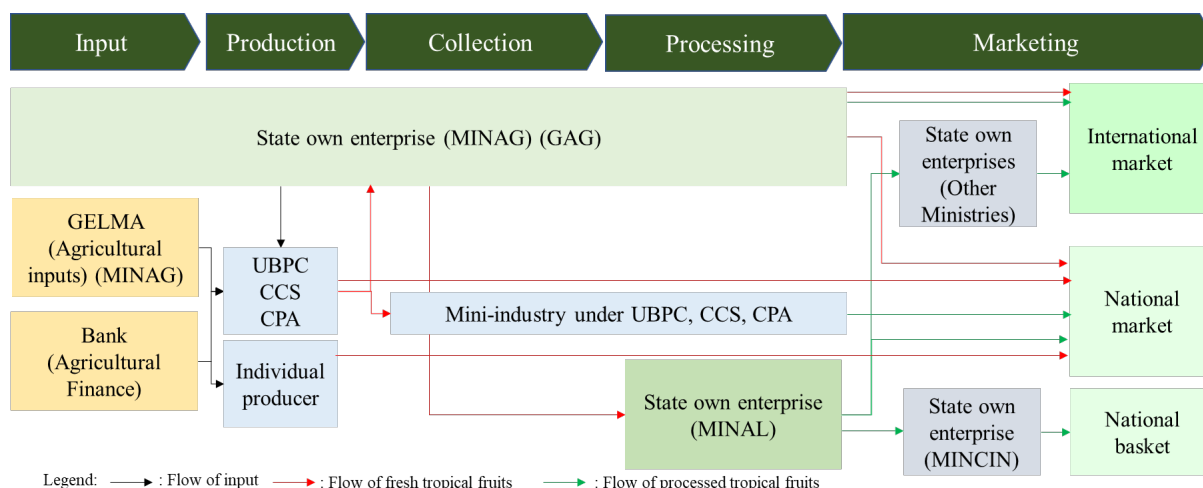 Input
Production
Collection
Processing
Marketing
State own enterprise (MINAG) (GAG)
State own
enterprises
(Other
Ministries)
International
market
GELMA
(Agricultural
inputs) (MINAG)
UBPC
CCS
CPA
Mini-industry under UBPC, CCS, CPA
National
market
Bank
(Agricultural
Finance)
Individual
producer
State own enterprise
(MINAL)
State own
enterprise
(MINCIN)
National
basket
Legend: : Flow of input : Flow of fresh tropical fruits : Flow of processed tropical fruits